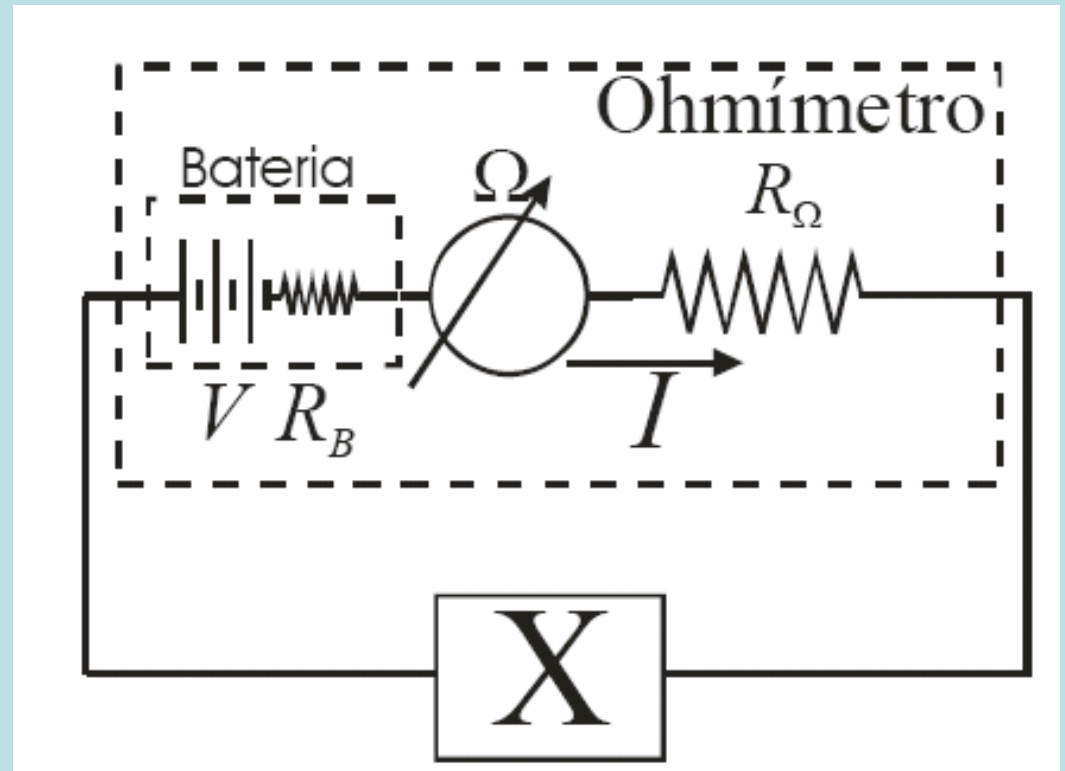 Ohmímetro
Bateria
Ω
R_Ω
V R_B
I
X